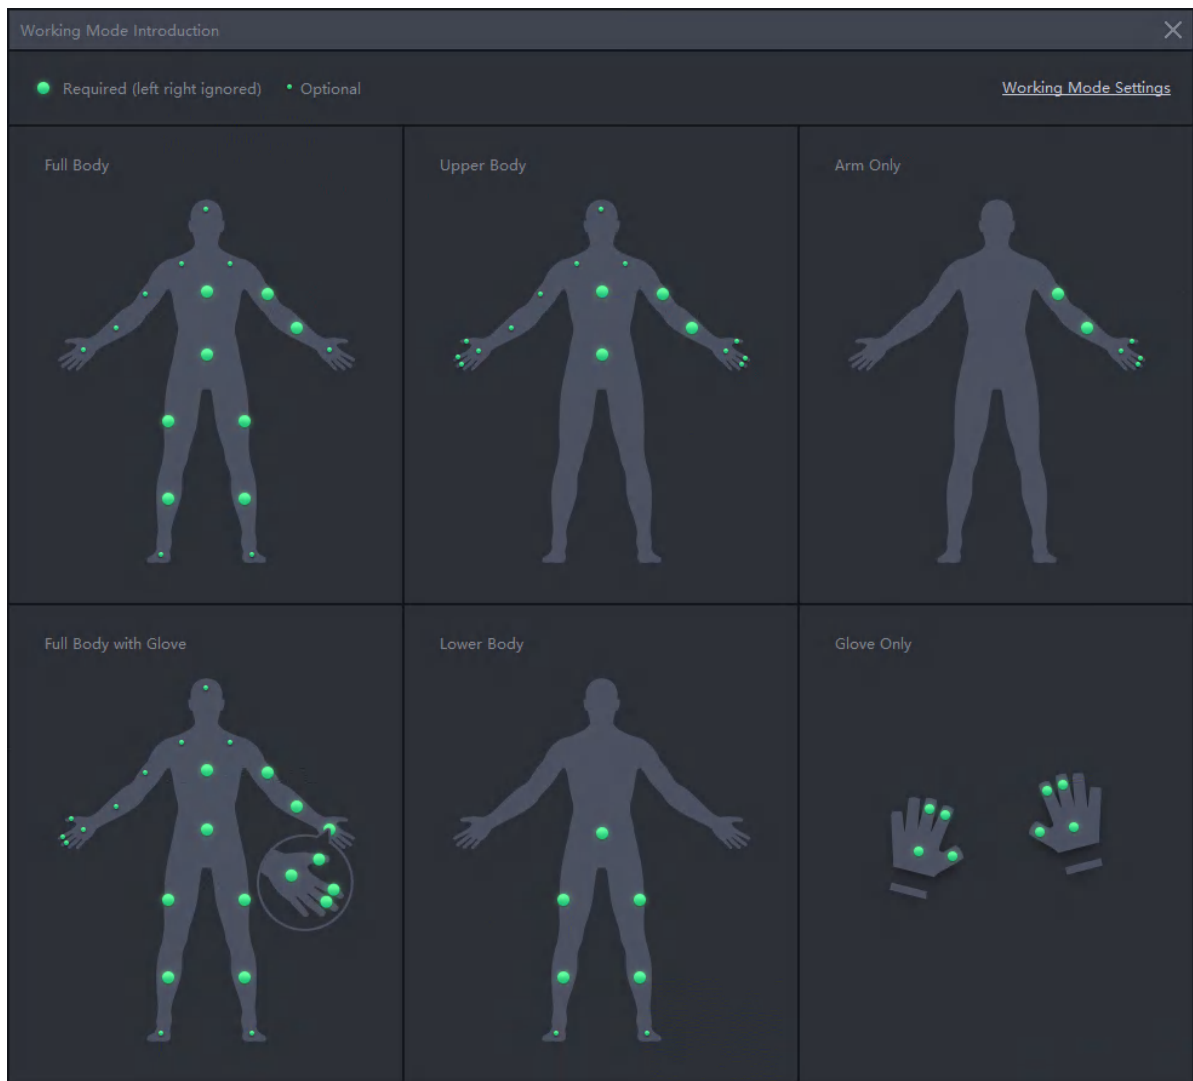 Working Mode Introduction
Required (left right ignored)
Optional
Working Mode Settings
Full Body
Upper Body
Arm Only
Full Body with Glove
Lower Body
Glove Only